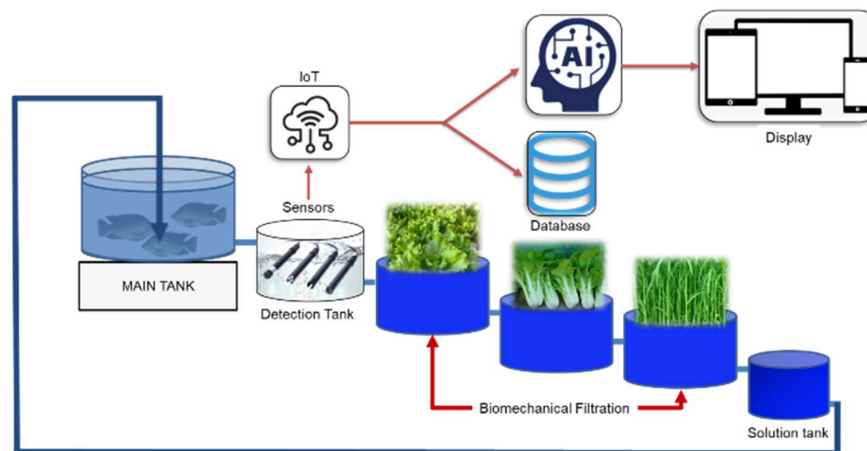 IoT
AI
Display
Sensors
Database
MAIN TANK
Detection Tank
Biomechanical Filtration
Solution tank